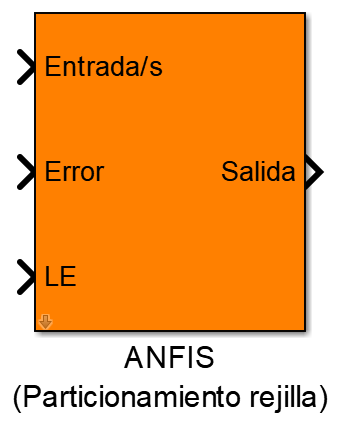 Entrada/s
Error Salida
LE
ANFIS
(Particionamiento rejilla)